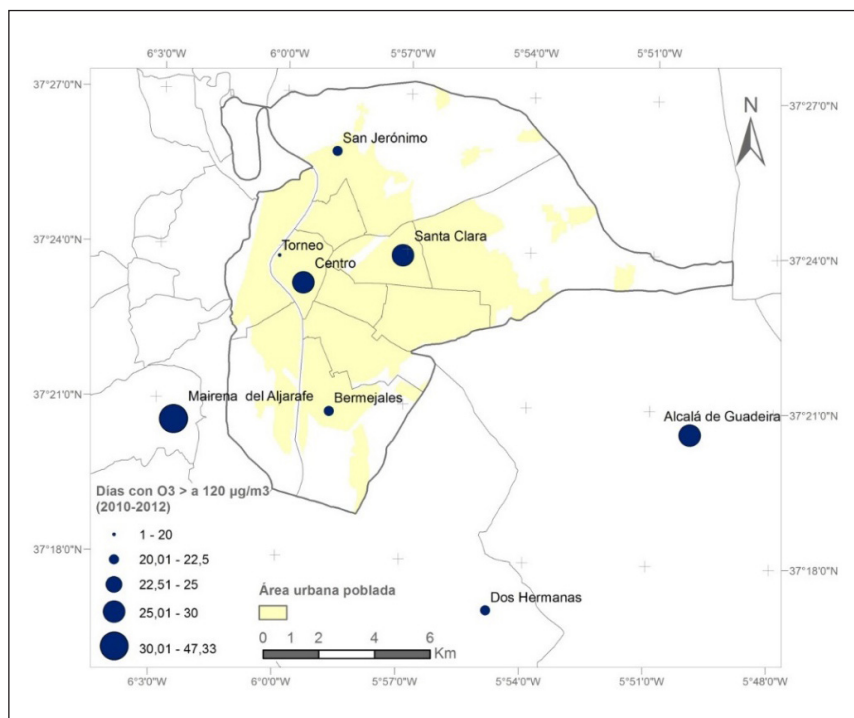 6°3'0"W 6°0'0"W 5°57'0"W 5°54'0"W 5°51'0"W
37°27'0"N 37°27'0"N
N
San Jerónimo
37°24'0"N 37°24'0"N
Santa Clara
Torneo
Centro
37°21'0"N 37°21'0"N
Mairena del Aljarafe
Bermejales
Alcalá de Guadeira
Días con O3 > a 120 µg/m3
(2010-2012)
1 - 20
20,01 - 22,5
22,51 - 25
25,01 - 30
30,01 - 47,33
37°18'0"N 37°18'0"N
Área urbana poblada
0 1 2 4 6
Km
Dos Hermanas
6°3'0"W 6°0'0"W 5°57'0"W 5°54'0"W 5°51'0"W 5°48'0"W